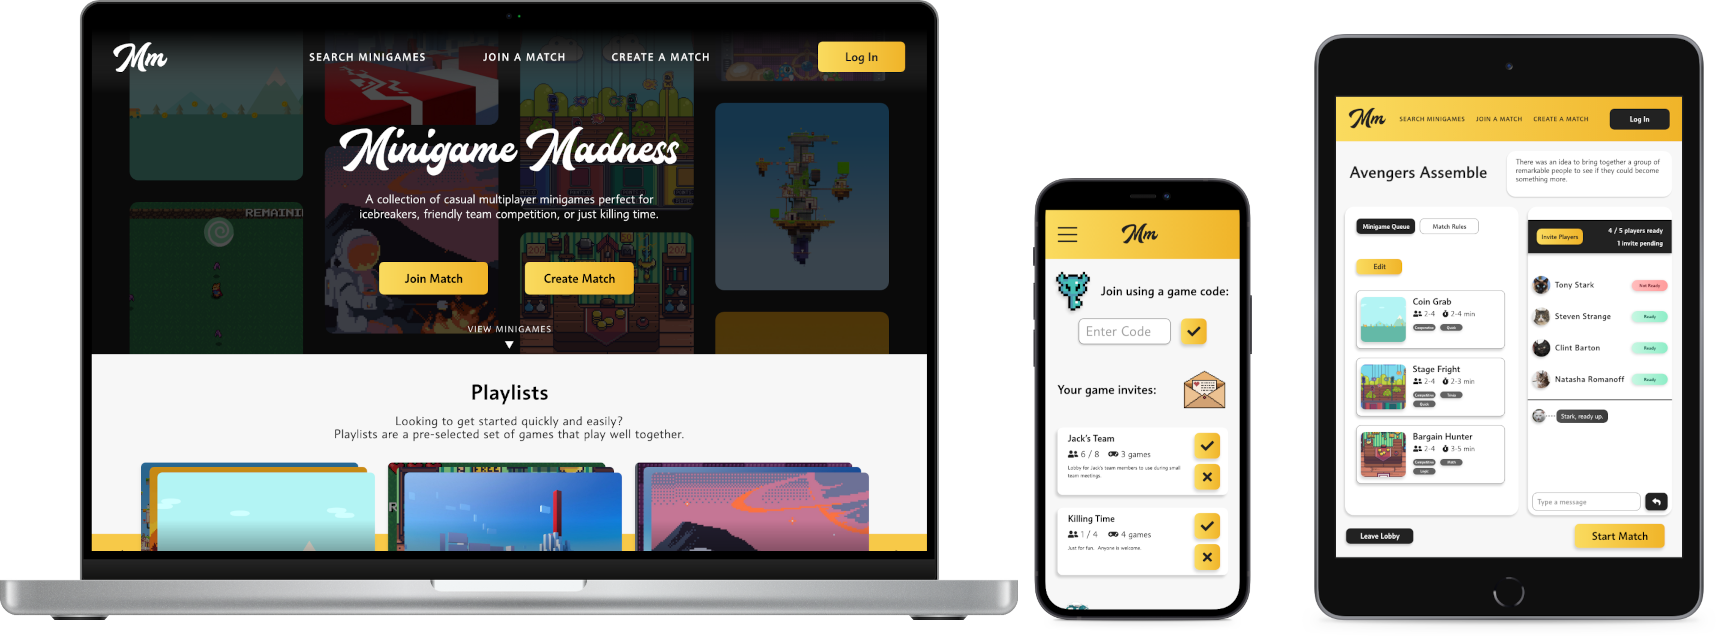 Mm
SEARCH MINIGAMES
JOIN A MATCH
CREATE A MATCH
Log In
REMAINI
Minigame Madness
A collection of casual multiplayer minigames perfect for
icebreakers, friendly team competition, or just killing time.
Join Match
Create Match
VIEW MINIGAMES
Playlists
Looking to get started quickly and easily?
Playlists are a pre-selected set of games that play well together.
Mm
Join using a game code:
Enter Code
Your game invites:
Jack's Team
6 / 8
3 games
Lobby for Jack's team members to use during small
team meetings.
Killing Time
1 / 4
4 games
Just for fun. Anyone is welcome.
Mm
SEARCH MINIGAMES
JOIN A MATCH
CREATE A MATCH
Log In
Avengers Assemble
There was an idea to bring together a group of
remarkable people to see if they could become
something more.
Minigame Queue
Match Rules
Edit
Coin Grab
2-4
2-4 min
Cooperative
Quick
Stage Fright
2-4
2-3 min
Competitive
Quick
Bargain Hunter
2-4
3-5 min
Competitive
Math
Invite Players
4 / 5 players ready
1 invite pending
Tony Stark
Not Ready
Steven Strange
Ready
Clint Barton
Ready
Natasha Romanoff
Ready
Stark, ready up.
Type a message
Leave Lobby
Start Match